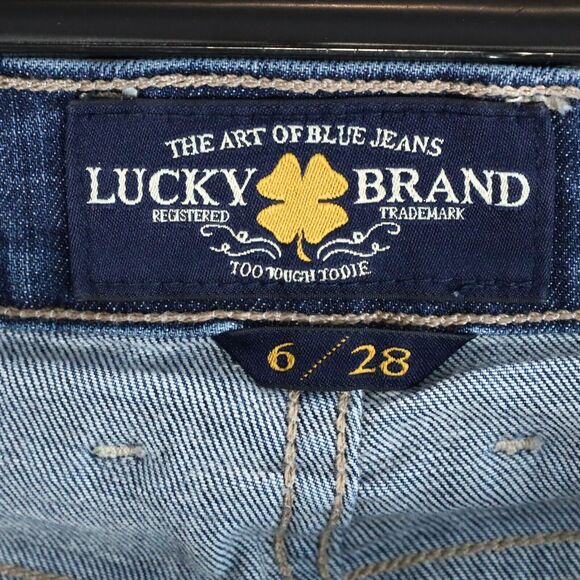 THE ART OF BLUE JEANS
LUCKY BRAND
REGISTERED TRADEMARK
TOO TOUGH TO DIE
6 / 28